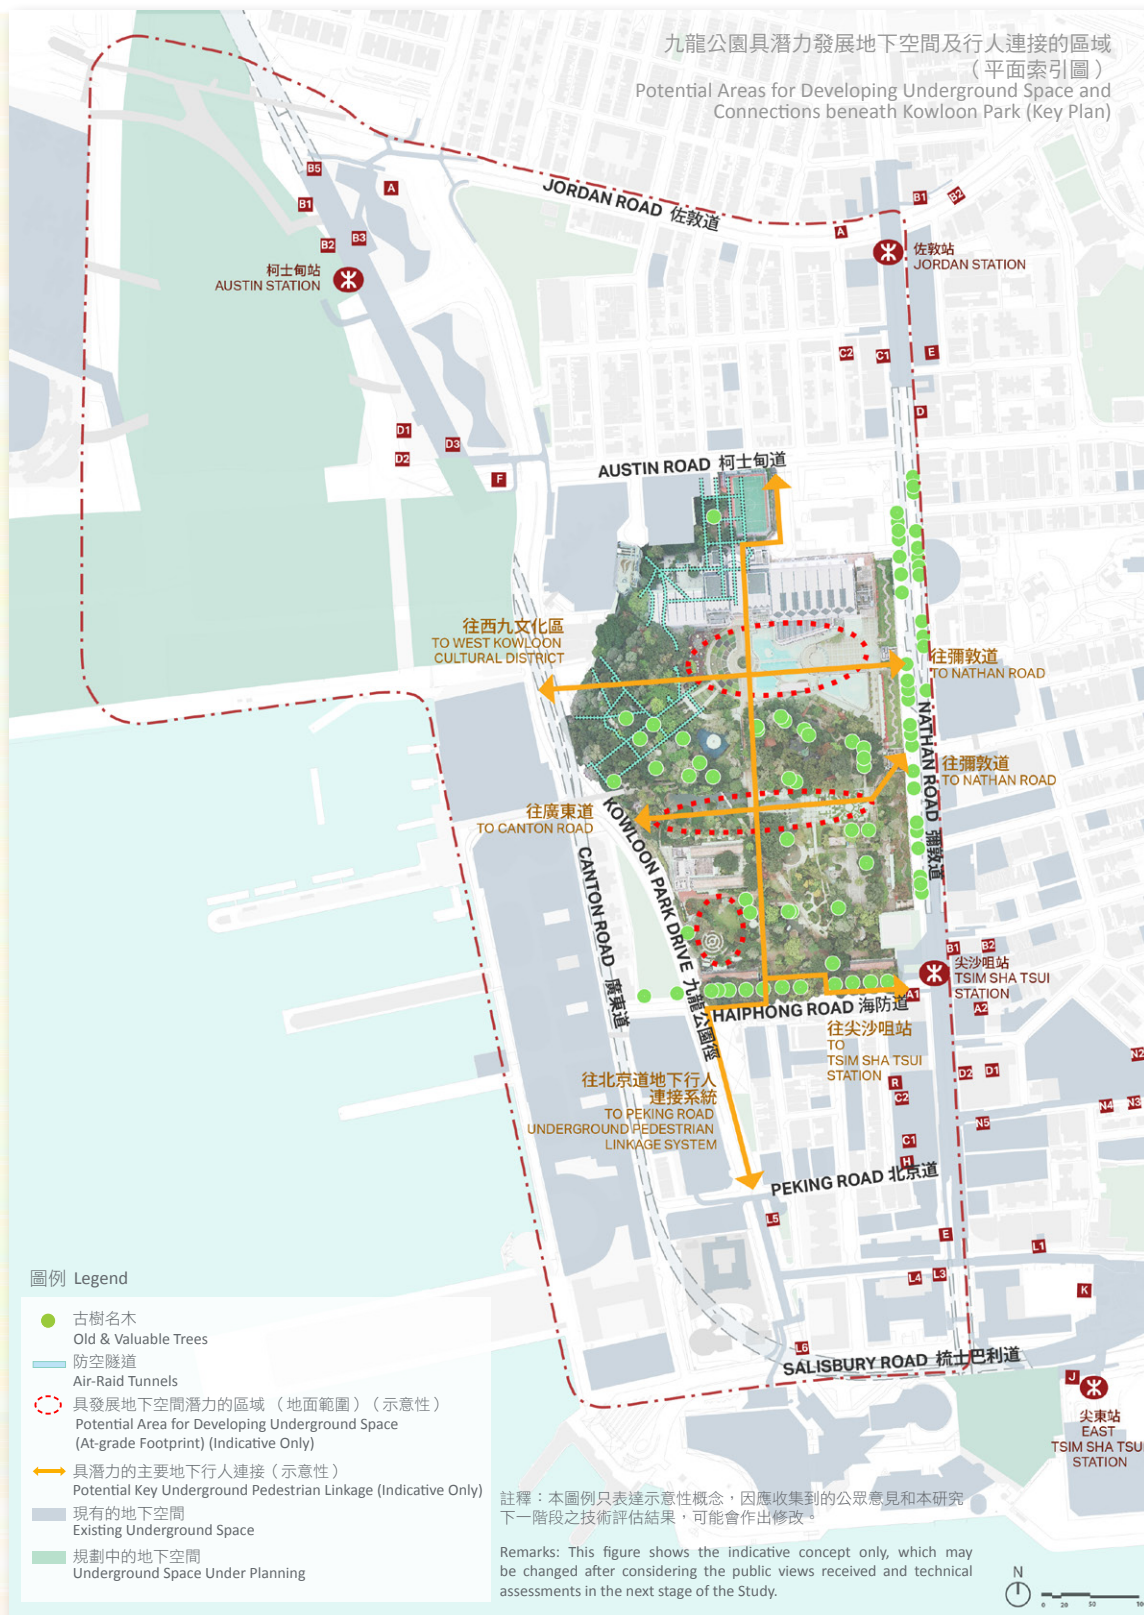 九龍公園具潛力發展地下空間及行人連接的區域
（平面索引圖）
Potential Areas for Developing Underground Space and
Connections beneath Kowloon Park (Key Plan)
JORDAN ROAD 佐敦道
B5
A
B1
B2
B3
柯士甸站
AUSTIN STATION
B1
B2
A
佐敦站
JORDAN STATION
C2
C1
E
D
D1
D2
D3
F
AUSTIN ROAD 柯士甸道
往西九文化區
TO WEST KOWLOON
CULTURAL DISTRICT
往彌敦道
TO NATHAN ROAD
往彌敦道
TO NATHAN ROAD
NATHAN ROAD 彌敦道
往廣東道
TO CANTON ROAD
KOWLOON PARK DRIVE 九龍公園徑
CANTON ROAD 廣東道
B1
B2
尖沙咀站
TSIM SHA TSUI
STATION
A1
A2
HAIPHONG ROAD 海防道
往尖沙咀站
TO
TSIM SHA TSUI
STATION
往北京道地下行人
連接系統
TO PEKING ROAD
UNDERGROUND PEDESTRIAN
LINKAGE SYSTEM
R
C2
D2
D1
N2
N4
N3
N5
C1
H
PEKING ROAD 北京道
L5
E
L1
L4
L3
K
L6
SALISBURY ROAD 梳士巴利道
J
尖東站
EAST
TSIM SHA TSUI
STATION
圖例 Legend
古樹名木
Old & Valuable Trees
防空隧道
Air-Raid Tunnels
具發展地下空間潛力的區域（地面範圍）（示意性）
Potential Area for Developing Underground Space
(At-grade Footprint) (Indicative Only)
具潛力的主要地下行人連接（示意性）
Potential Key Underground Pedestrian Linkage (Indicative Only)
現有的地下空間
Existing Underground Space
規劃中的地下空間
Underground Space Under Planning
註釋：本圖例只表達示意性概念，因應收集到的公眾意見和本研究
下一階段之技術評估結果，可能會作出修改。
Remarks: This figure shows the indicative concept only, which may
be changed after considering the public views received and technical
assessments in the next stage of the Study.
N
0 20 50